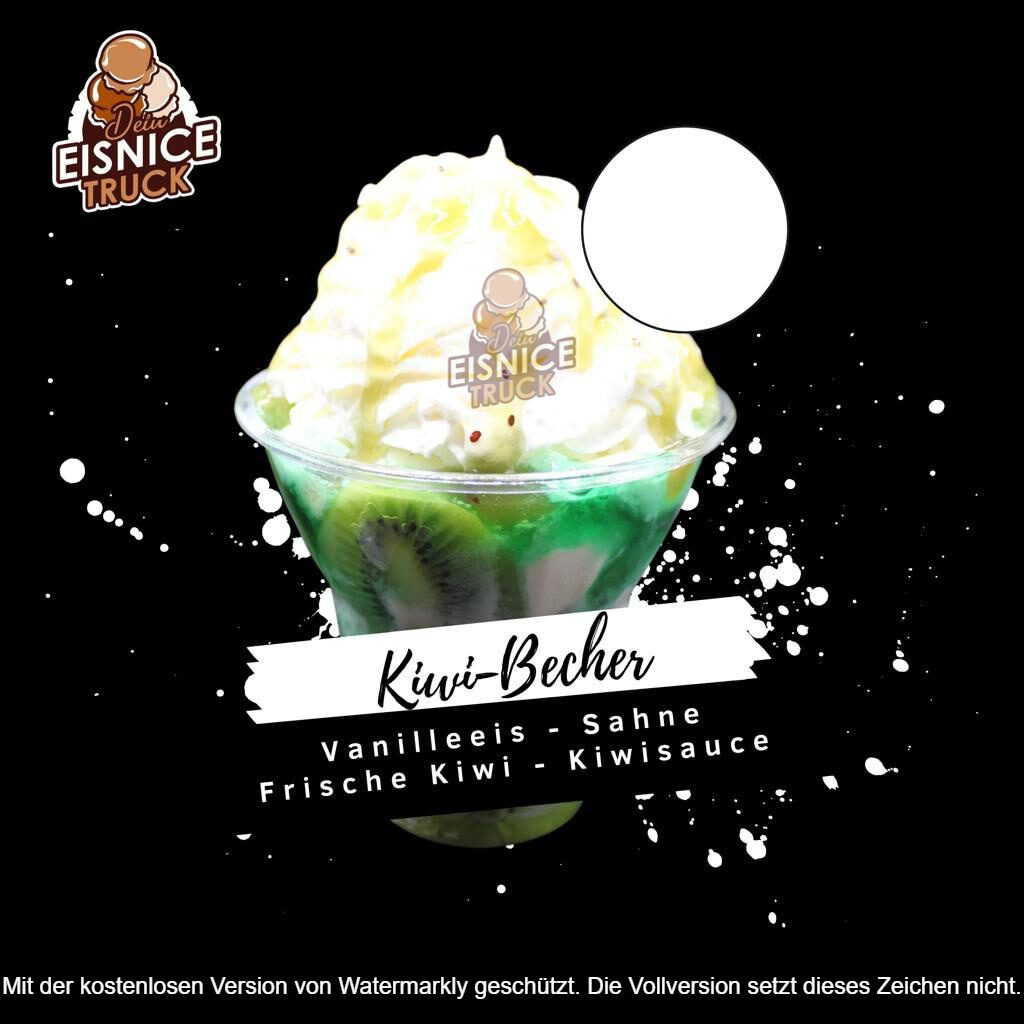 Dein
EISNICE
TRUCK
Dein
EISNICE
TRUCK
Kiwi-Becher
Vanilleeis - Sahne
Frische Kiwi - Kiwisauce
Mit der kostenlosen Version von Watermarkly geschützt. Die Vollversion setzt dieses Zeichen nicht.